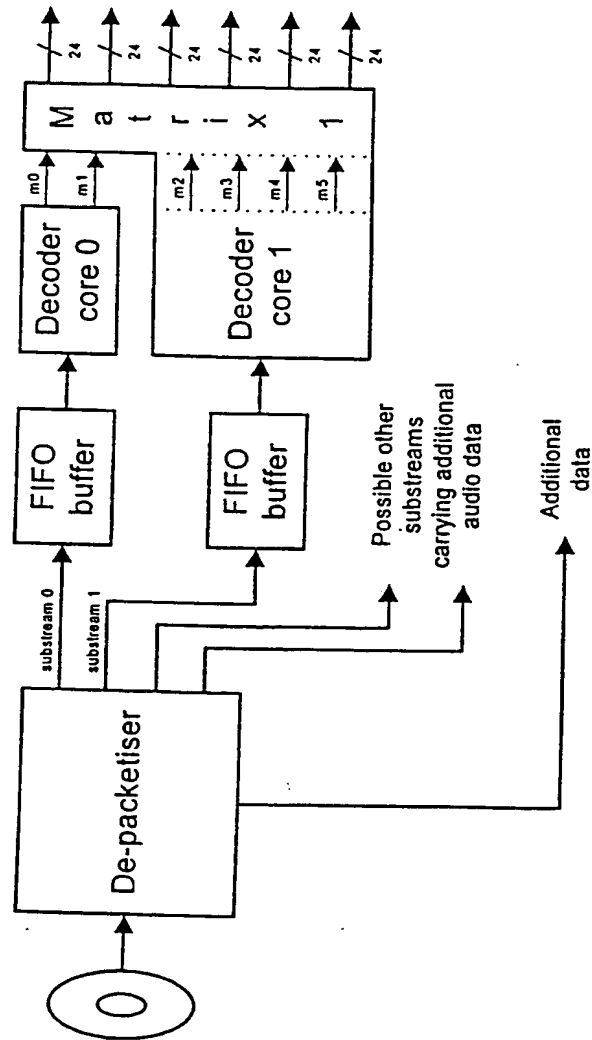 De-packetiser
substream 0
substream 1
FIFO
buffer
FIFO
buffer
Decoder
core 0
Decoder
core 1
m0
m1
m2
m3
m4
m5
Matrix 1
24
24
24
24
24
24
Possible other
substreams
carrying additional
audio data
Additional
data